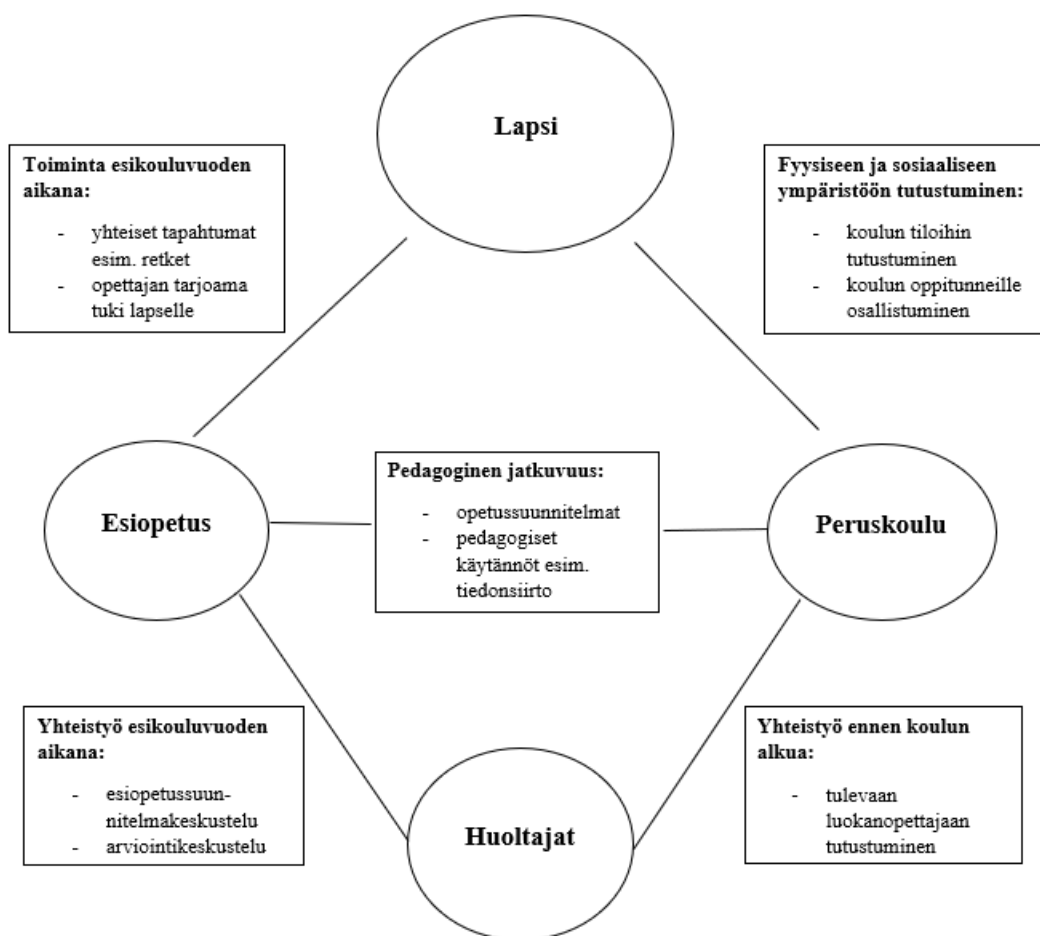 Lapsi
Toiminta esikouluvuoden
aikana:
- yhteiset tapahtumat
esim. retket
- opettajan tarjoama
tuki lapselle
Fyysiseen ja sosiaaliseen
ympäristöön tutustuminen:
- koulun tiloihin
tutustuminen
- koulun oppitunneille
osallistuminen
Esiopetus
Pedagoginen jatkuvuus:
- opetussuunnitelmat
- pedagogiset
käytännöt esim.
tiedonsiirto
Peruskoulu
Yhteistyö esikouluvuoden
aikana:
- esiopetussuun-
nitelmakeskustelu
- arviointikeskustelu
Huoltajat
Yhteistyö ennen koulun
alkua:
- tulevaan
luokanopettajaan
tutustuminen